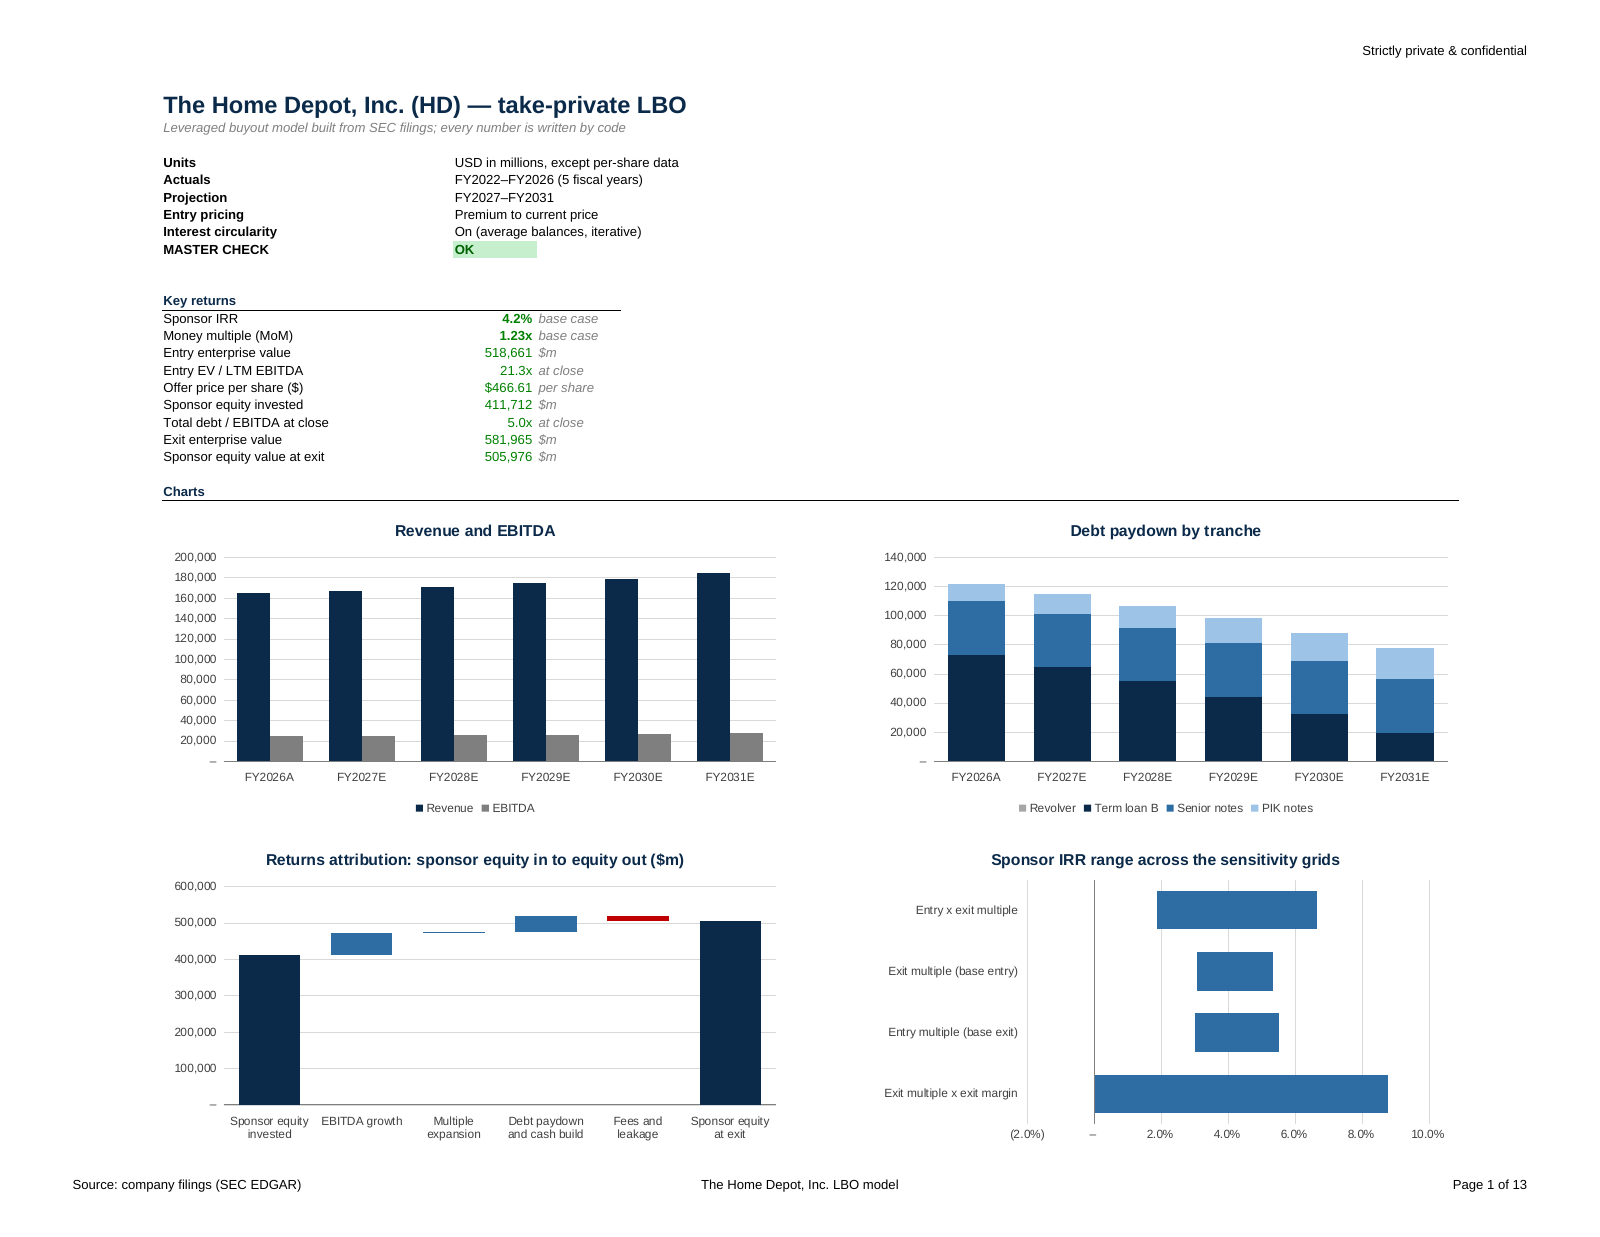 Strictly private & confidential
The Home Depot, Inc. (HD) — take-private LBO
Leveraged buyout model built from SEC filings; every number is written by code
Units USD in millions, except per-share data
Actuals FY2022–FY2026 (5 fiscal years)
Projection FY2027–FY2031
Entry pricing Premium to current price
Interest circularity On (average balances, iterative)
MASTER CHECK OK
Key returns
Sponsor IRR 4.2% base case
Money multiple (MoM) 1.23x base case
Entry enterprise value 518,661 $m
Entry EV / LTM EBITDA 21.3x at close
Offer price per share ($) $466.61 per share
Sponsor equity invested 411,712 $m
Total debt / EBITDA at close 5.0x at close
Exit enterprise value 581,965 $m
Sponsor equity value at exit 505,976 $m
Charts
Revenue and EBITDA
200,000
180,000
160,000
140,000
120,000
100,000
80,000
60,000
40,000
20,000
–
FY2026A FY2027E FY2028E FY2029E FY2030E FY2031E
Revenue EBITDA
Debt paydown by tranche
140,000
120,000
100,000
80,000
60,000
40,000
20,000
–
FY2026A FY2027E FY2028E FY2029E FY2030E FY2031E
Revolver Term loan B Senior notes PIK notes
Returns attribution: sponsor equity in to equity out ($m)
600,000
500,000
400,000
300,000
200,000
100,000
–
Sponsor equity EBITDA growth Multiple Debt paydown Fees and Sponsor equity
invested expansion and cash build leakage at exit
Sponsor IRR range across the sensitivity grids
Entry x exit multiple
Exit multiple (base entry)
Entry multiple (base exit)
Exit multiple x exit margin
(2.0%) – 2.0% 4.0% 6.0% 8.0% 10.0%
Source: company filings (SEC EDGAR) The Home Depot, Inc. LBO model Page 1 of 13